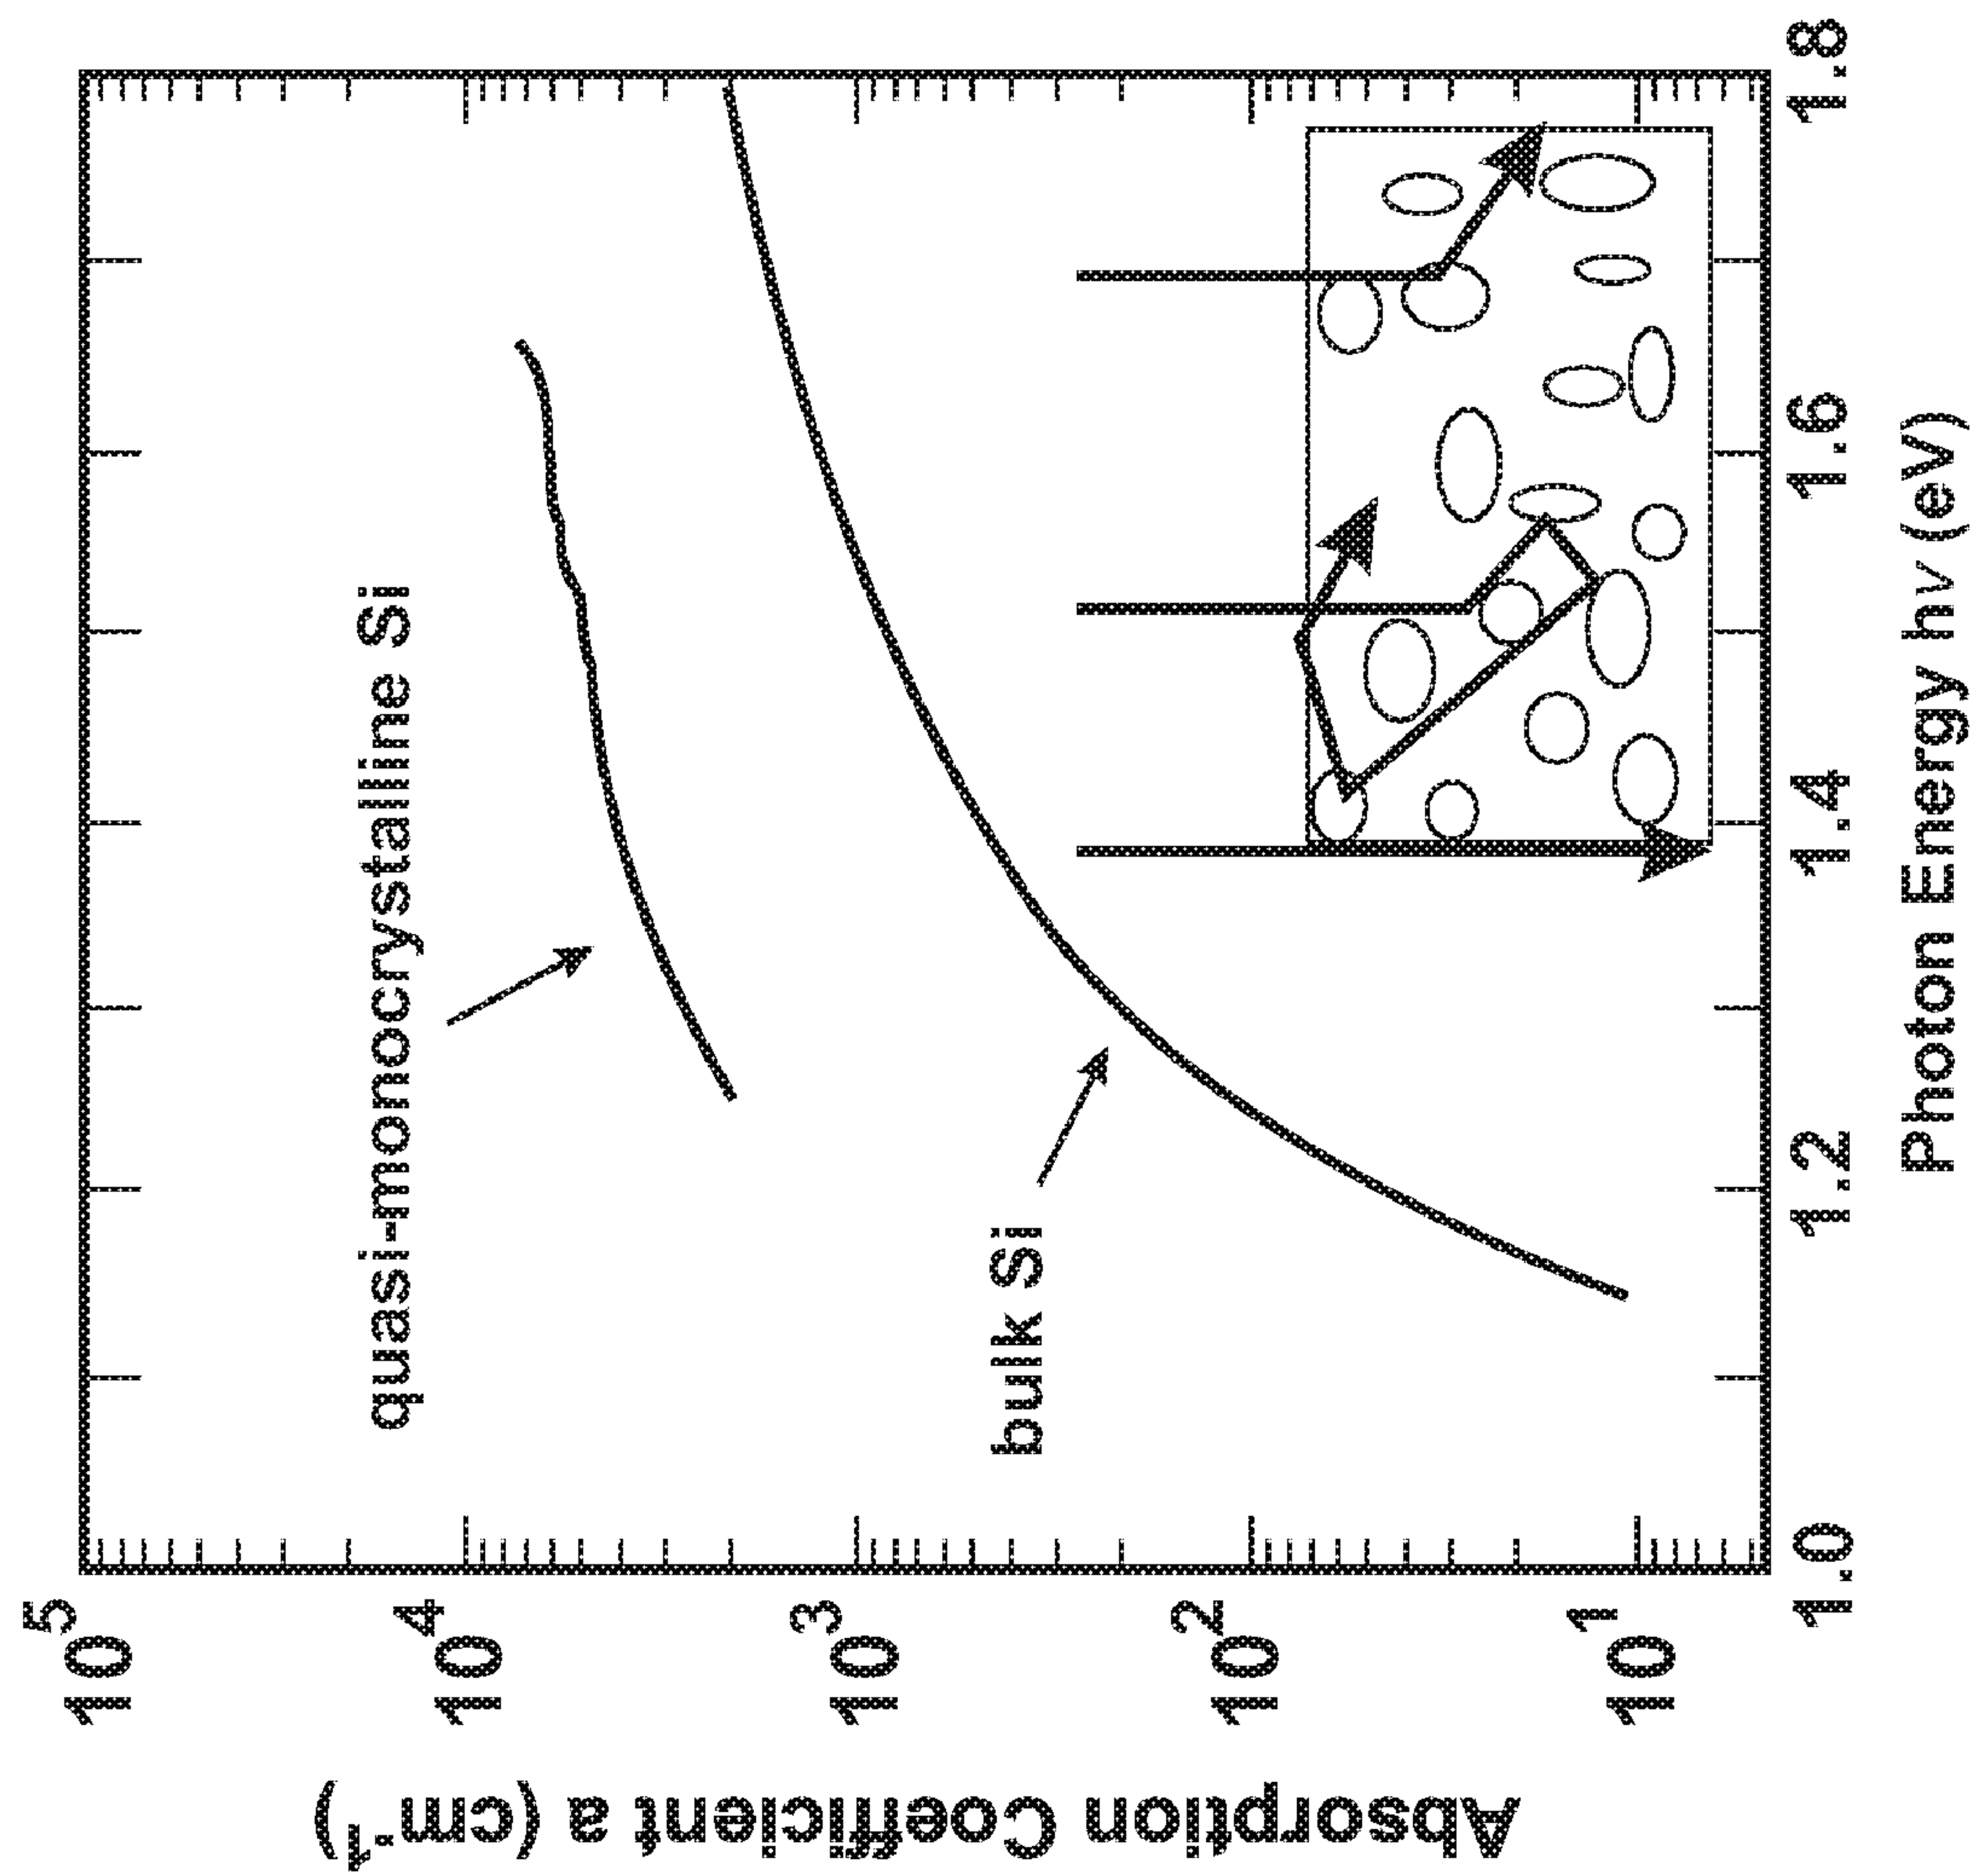 Absorption Coefficient a (cm⁻¹)
10⁵
10⁴
10³
10²
10¹
quasi-monocrystalline Si
bulk Si
1.0
1.2
1.4
1.6
1.8
Photon Energy hν (eV)